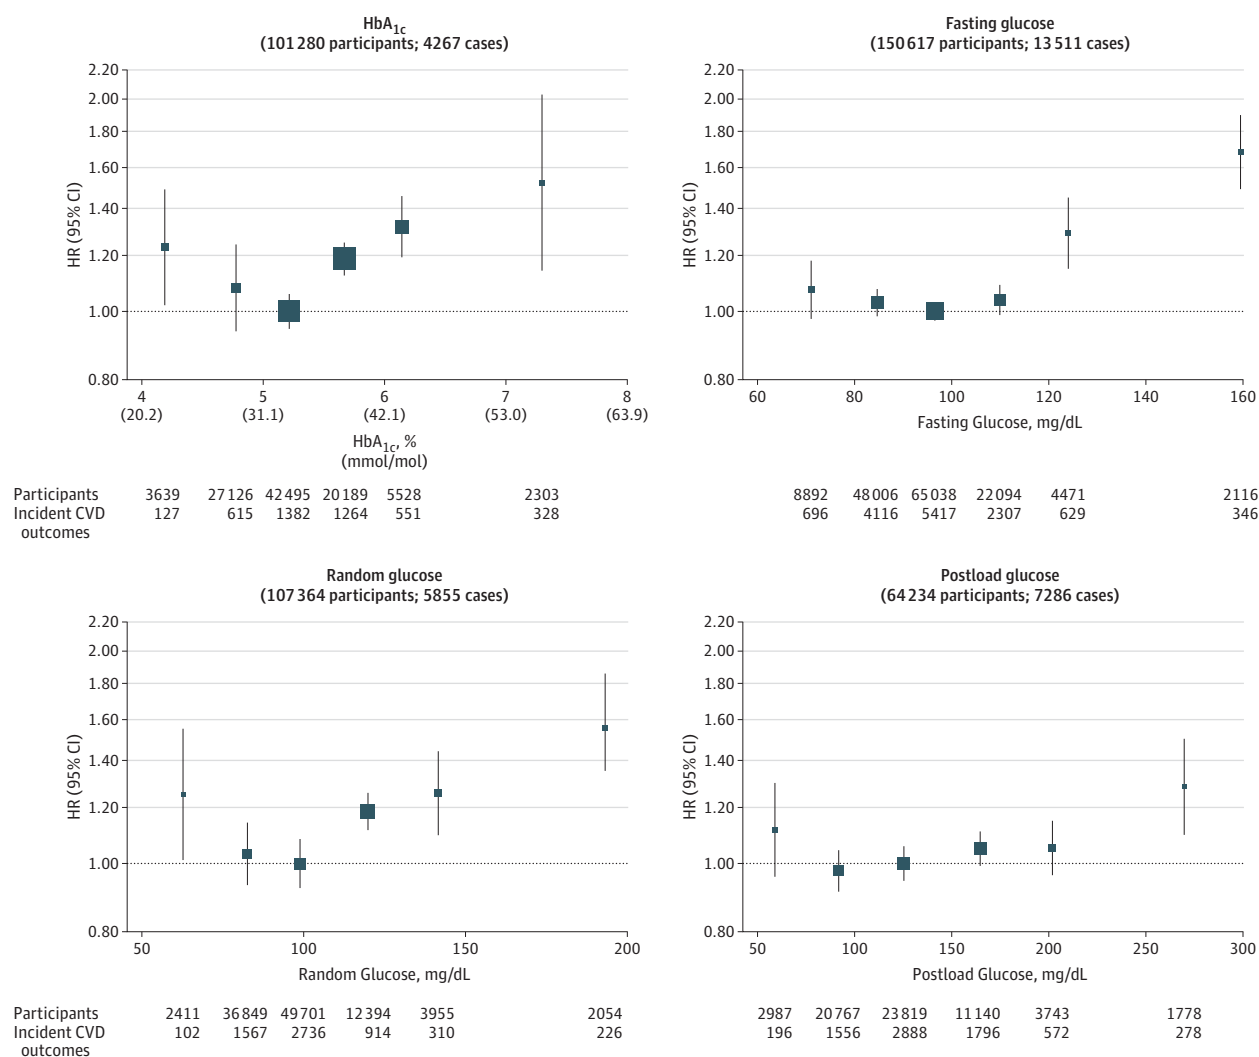 HbA1c
(101 280 participants; 4267 cases)
2.20
2.00
1.80
1.60
1.40
1.20
1.00
0.80
HR (95% CI)
4 5 6 7 8
(20.2) (31.1) (42.1) (53.0) (63.9)
HbA1c, %
(mmol/mol)
Participants 3639 27 126 42 495 20 189 5528 2303
Incident CVD 127 615 1382 1264 551 328
outcomes
Fasting glucose
(150 617 participants; 13 511 cases)
2.20
2.00
1.80
1.60
1.40
1.20
1.00
0.80
HR (95% CI)
60 80 100 120 140 160
Fasting Glucose, mg/dL
8892 48 006 65 038 22 094 4471 2116
696 4116 5417 2307 629 346
Random glucose
(107 364 participants; 5855 cases)
2.20
2.00
1.80
1.60
1.40
1.20
1.00
0.80
HR (95% CI)
50 100 150 200
Random Glucose, mg/dL
Participants 2411 36 849 49 701 12 394 3955 2054
Incident CVD 102 1567 2736 914 310 226
outcomes
Postload glucose
(64 234 participants; 7286 cases)
2.20
2.00
1.80
1.60
1.40
1.20
1.00
0.80
HR (95% CI)
50 100 150 200 250 300
Postload Glucose, mg/dL
2987 20 767 23 819 11 140 3743 1778
196 1556 2888 1796 572 278